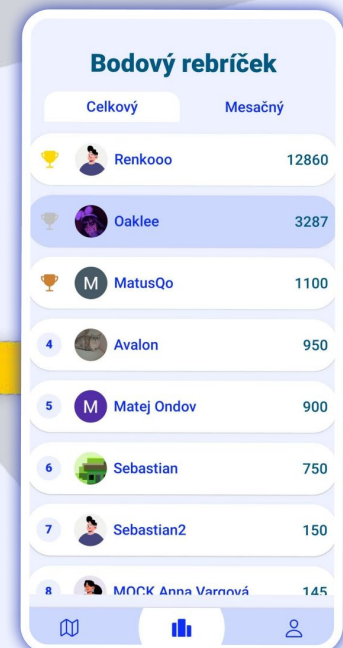 Bodový rebríček
Celkový Mesačný
Renkooo 12860
Oaklee 3287
M MatusQo 1100
4 Avalon 950
5 M Matej Ondov 900
6 Sebastian 750
7 Sebastian2 150
8 MOCK Anna Vargová 145